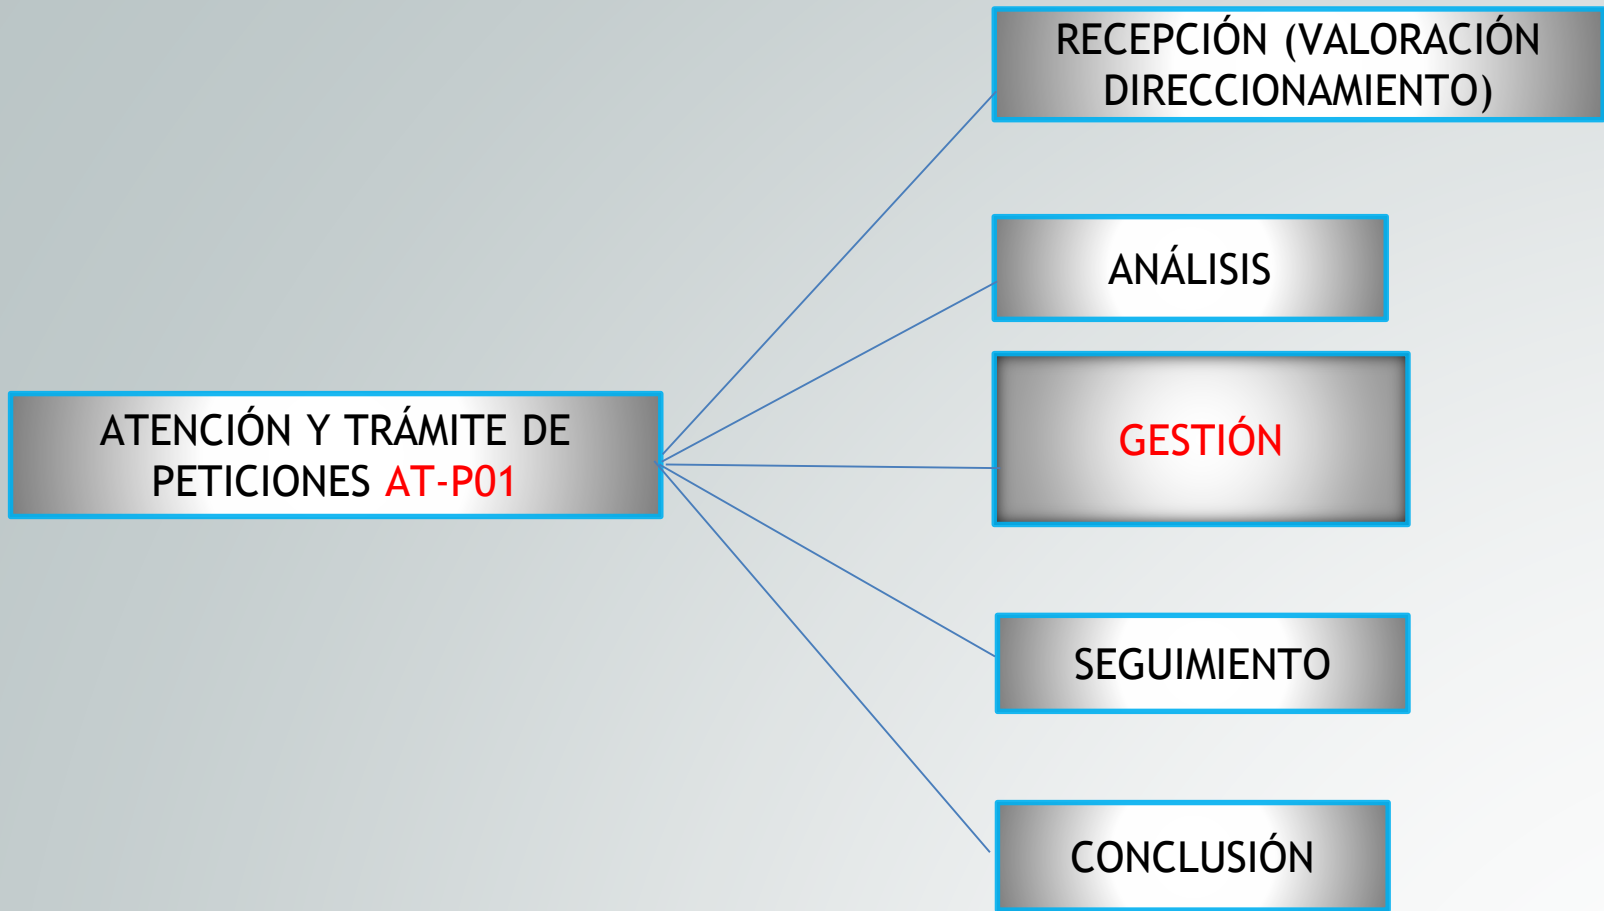 RECEPCIÓN (VALORACIÓN
DIRECCIONAMIENTO)
ANÁLISIS
ATENCIÓN Y TRÁMITE DE
PETICIONES AT-P01
GESTIÓN
SEGUIMIENTO
CONCLUSIÓN